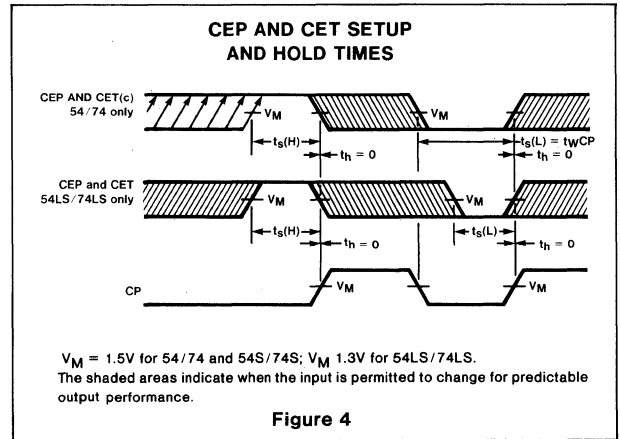 CEP AND CET SETUP
AND HOLD TIMES
CEP AND CET(c)
54/74 only
VM
VM
ts(H)
ts(L) = tWCP
th = 0
th = 0
CEP and CET
54LS/74LS only
VM
VM
ts(H)
ts(L)
th = 0
th = 0
CP
VM
VM
VM = 1.5V for 54/74 and 54S/74S; VM 1.3V for 54LS/74LS.
The shaded areas indicate when the input is permitted to change for predictable
output performance.
Figure 4